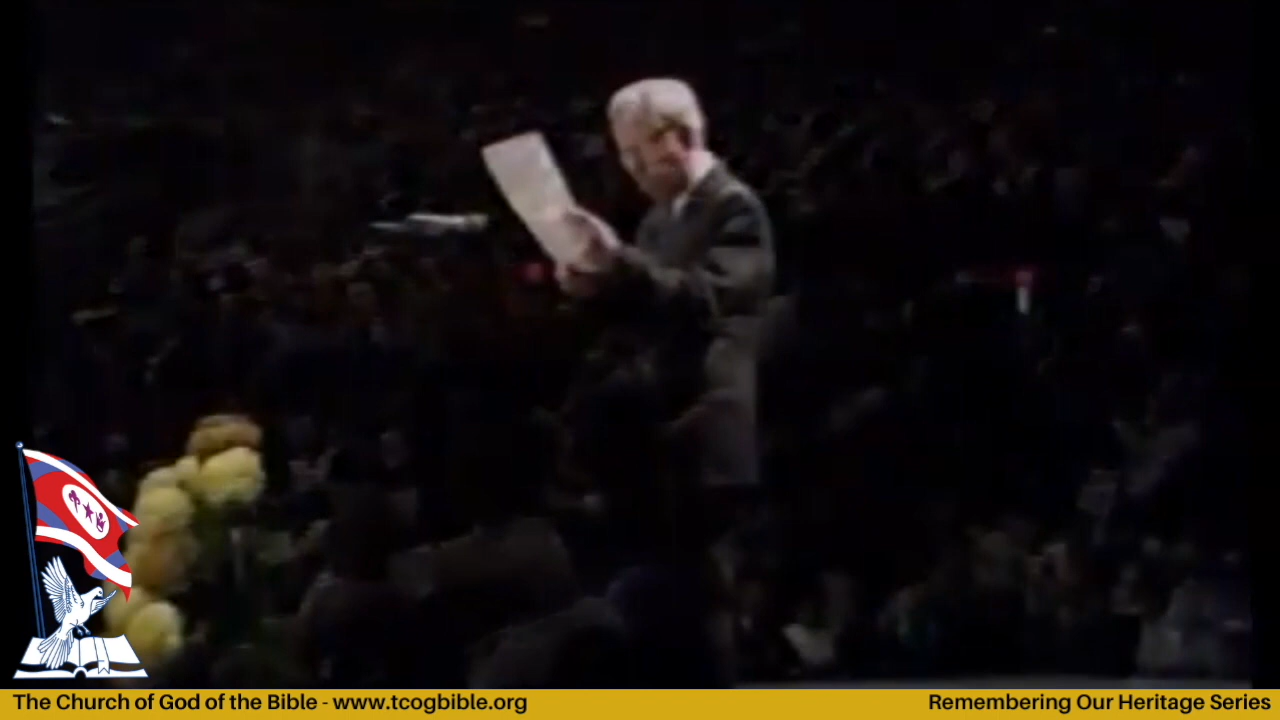 The Church of God of the Bible - www.tcogbible.org
Remembering Our Heritage Series